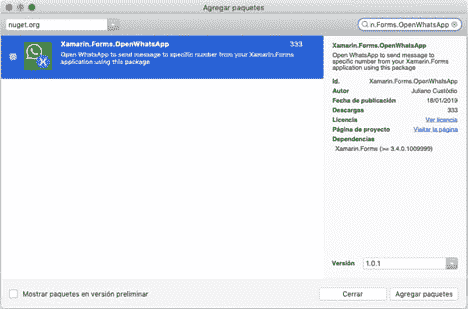 Agregar paquetes
nuget.org
n.Forms.OpenWhatsApp
Xamarin.Forms.OpenWhatsApp 333
Open WhatsApp to send message to specific number from your Xamarin.Forms
application using this package
Xamarin.Forms.OpenWhatsApp
Open WhatsApp to send message to
specific number from your Xamarin.Forms
application using this package
Id. Xamarin.Forms.OpenWhatsApp
Autor Juliano Custódio
Fecha de publicación 18/01/2019
Descargas 333
Licencia Ver licencia
Página de proyecto Visitar la página
Dependencias
Xamarin.Forms (>= 3.4.0.1009999)
Versión 1.0.1
Mostrar paquetes en versión preliminar
Cerrar
Agregar paquetes